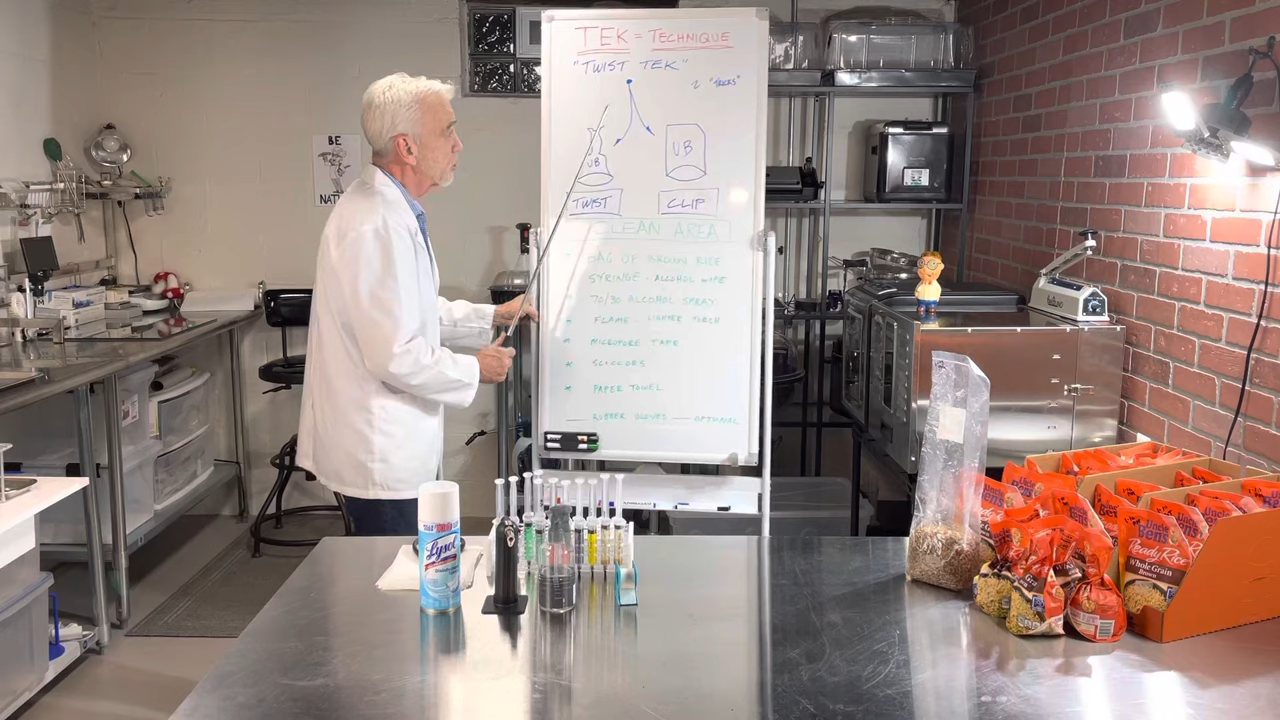 TEK = TECHNIQUE
"TWIST TEK"
2 "TRICKS"
UB
UB
TWIST
CLIP
CLEAN AREA
BAG OF BROWN RICE
SYRINGE - ALCOHOL WIPE
70/30 ALCOHOL SPRAY
FLAME - LIGHTER TORCH
MICROPORE TAPE
SCISSORS
PAPER TOWEL
RUBBER GLOVES - OPTIONAL
BE
Lysol
Uncle Ben's
Ready Rice
Whole Grain
Brown